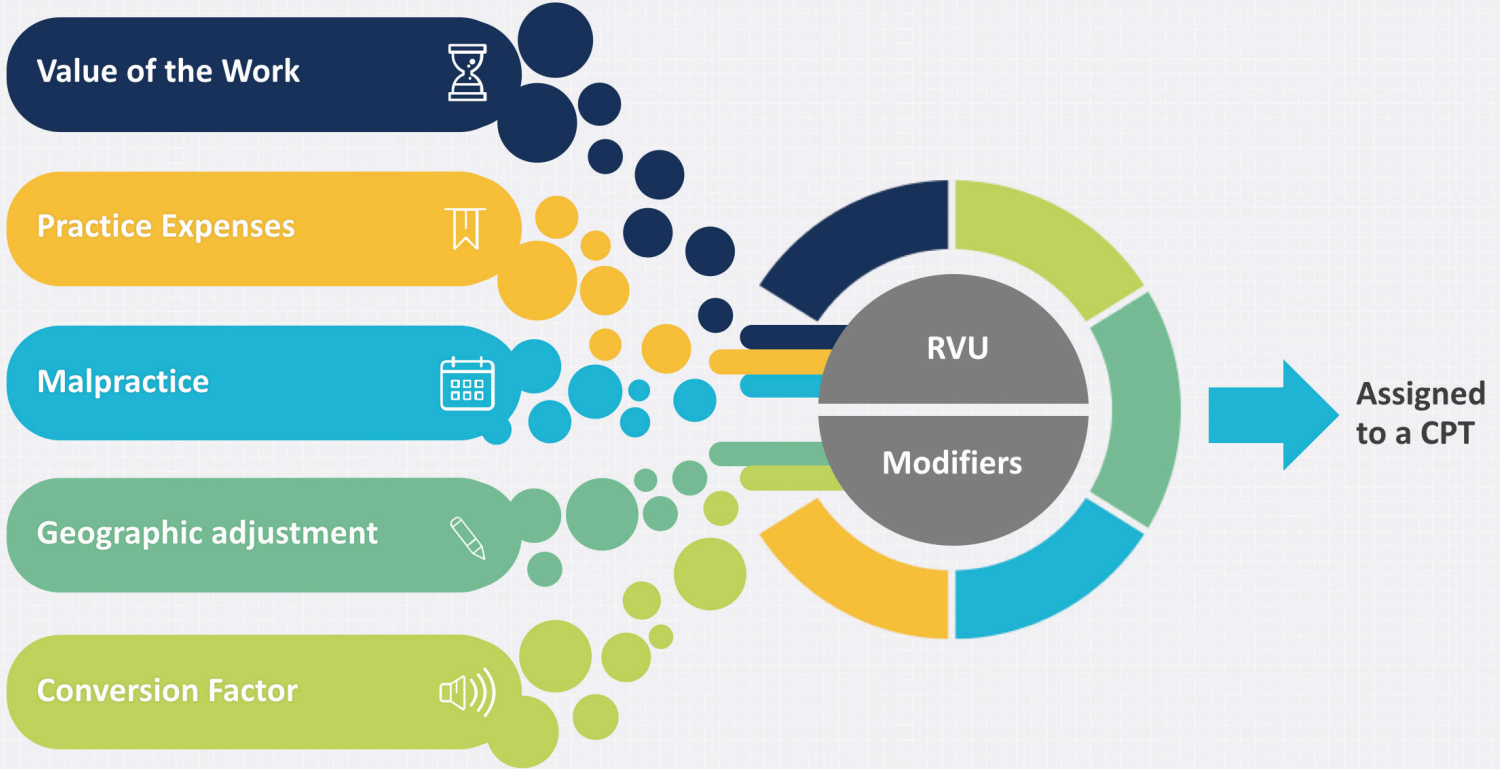 Value of the Work
Practice Expenses
Malpractice
Geographic adjustment
Conversion Factor
RVU
Modifiers
Assigned
to a CPT